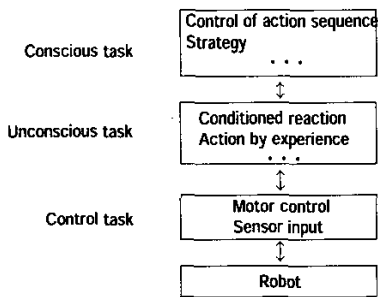 Control of action sequence
Strategy
Conscious task
. . .
Conditioned reaction
Unconscious task
Action by experience
. . .
Motor control
Control task
Sensor input
Robot